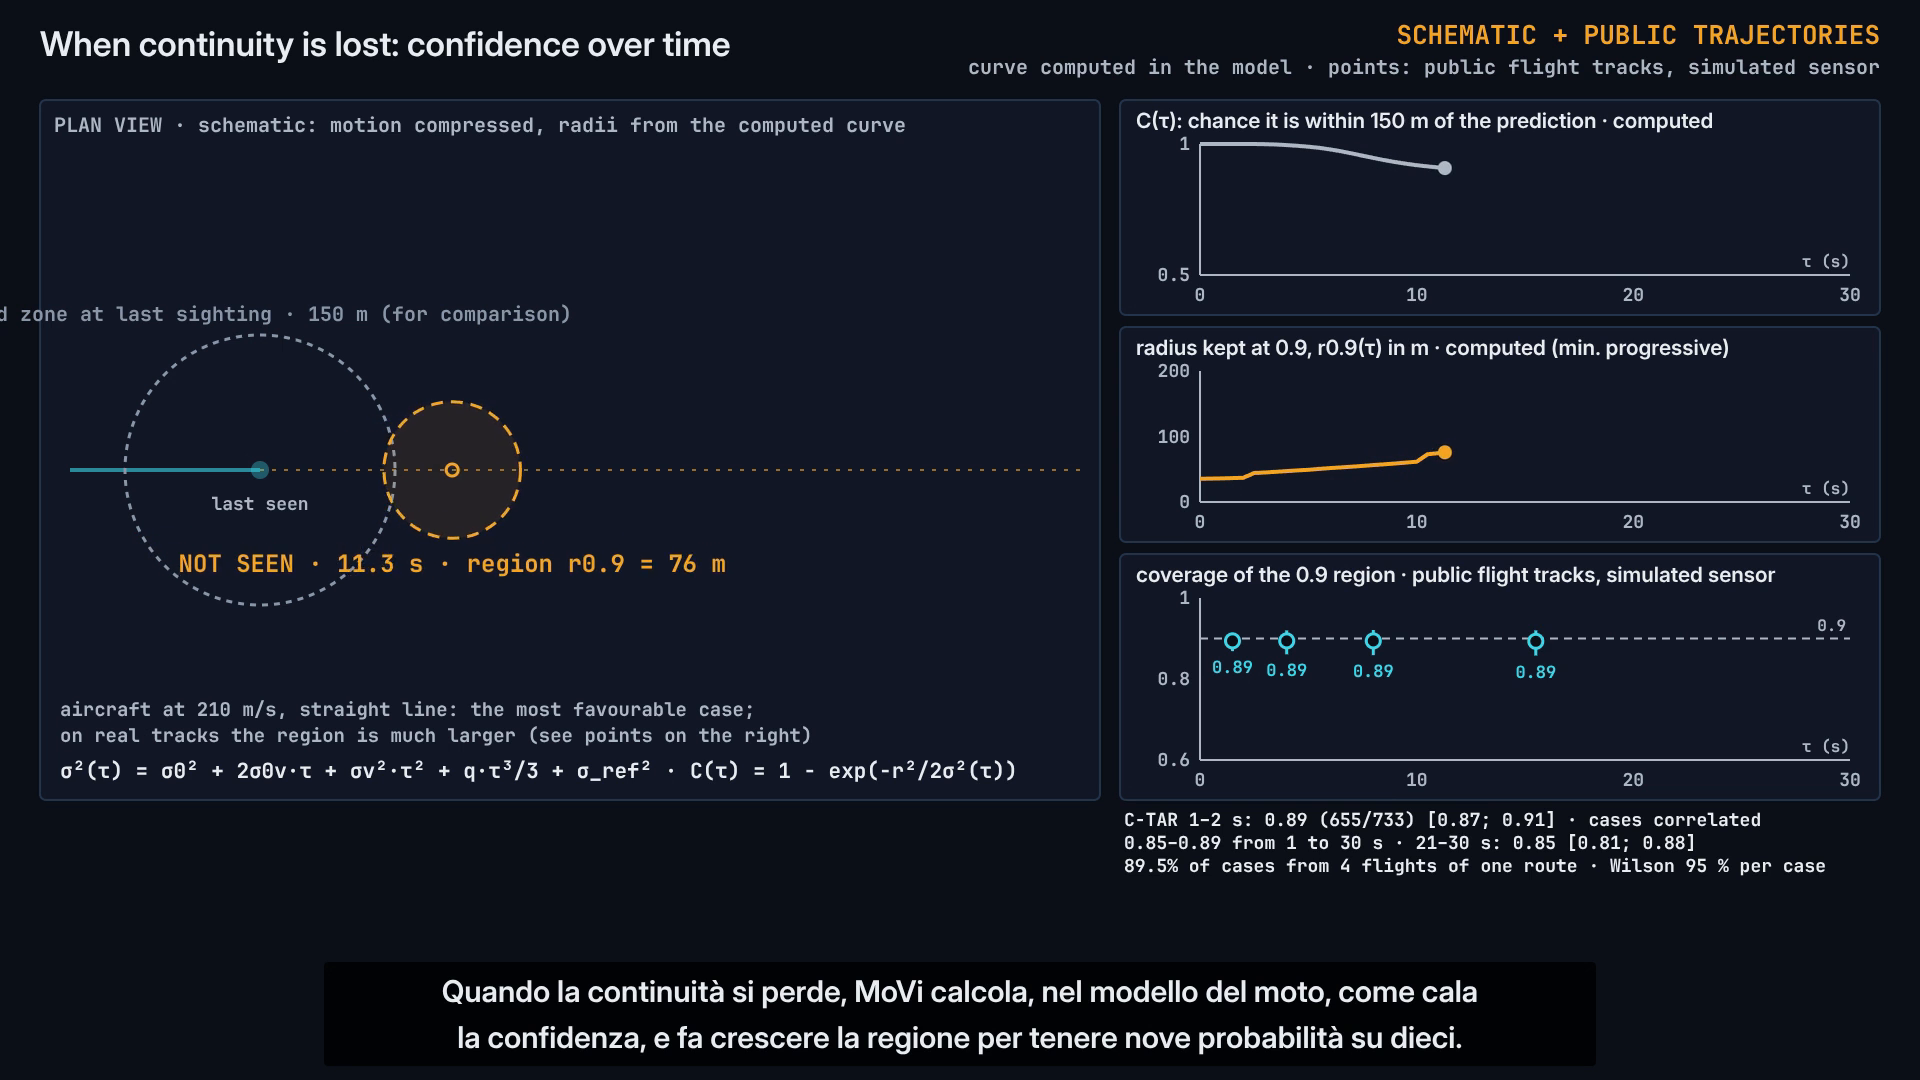 When continuity is lost: confidence over time
SCHEMATIC + PUBLIC TRAJECTORIES
curve computed in the model · points: public flight tracks, simulated sensor
PLAN VIEW · schematic: motion compressed, radii from the computed curve
zone at last sighting · 150 m (for comparison)
last seen
NOT SEEN · 11.3 s · region r0.9 = 76 m
aircraft at 210 m/s, straight line: the most favourable case;
on real tracks the region is much larger (see points on the right)
σ²(τ) = σ0² + 2σ0v·τ + σv²·τ² + q·τ³/3 + σ_ref² · C(τ) = 1 - exp(-r²/2σ²(τ))
C(τ): chance it is within 150 m of the prediction · computed
1
0.5
τ (s)
0 10 20 30
radius kept at 0.9, r0.9(τ) in m · computed (min. progressive)
200
100
0
τ (s)
0 10 20 30
coverage of the 0.9 region · public flight tracks, simulated sensor
1
0.9
0.89 0.89 0.89 0.89
0.8
0.6
τ (s)
0 10 20 30
C-TAR 1-2 s: 0.89 (655/733) [0.87; 0.91] · cases correlated
0.85-0.89 from 1 to 30 s · 21-30 s: 0.85 [0.81; 0.88]
89.5% of cases from 4 flights of one route · Wilson 95 % per case
Quando la continuità si perde, MoVi calcola, nel modello del moto, come cala
la confidenza, e fa crescere la regione per tenere nove probabilità su dieci.